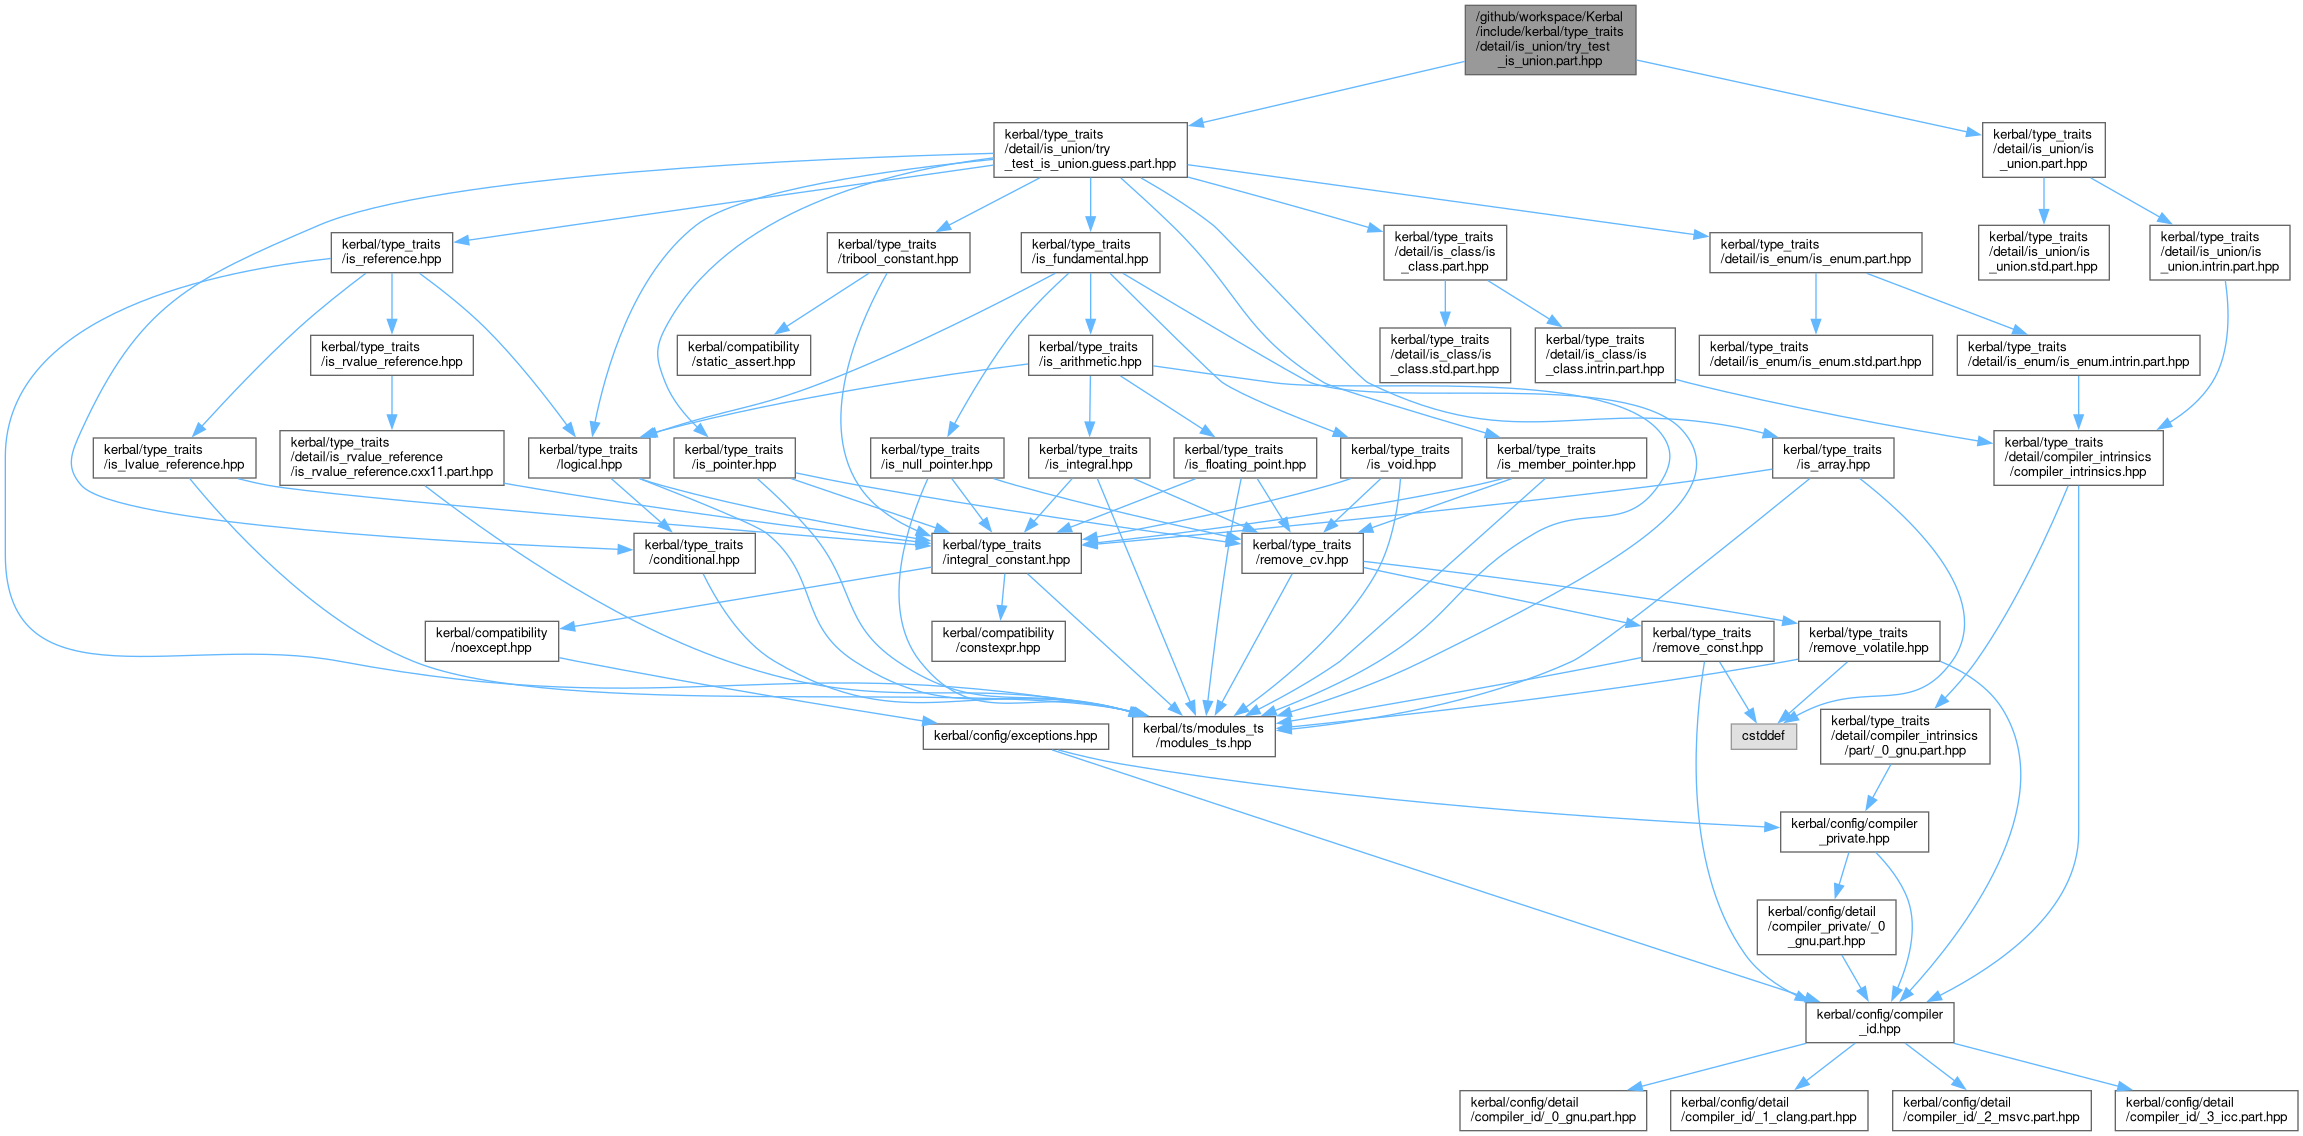 /github/workspace/Kerbal
/include/kerbal/type_traits
/detail/is_union/try_test
_is_union.part.hpp
kerbal/type_traits
/detail/is_union/try
_test_is_union.guess.part.hpp
kerbal/type_traits
/detail/is_union/is
_union.part.hpp
kerbal/type_traits
/is_reference.hpp
kerbal/type_traits
/tribool_constant.hpp
kerbal/type_traits
/is_fundamental.hpp
kerbal/type_traits
/detail/is_class/is
_class.part.hpp
kerbal/type_traits
/detail/is_enum/is_enum.part.hpp
kerbal/type_traits
/detail/is_union/is
_union.std.part.hpp
kerbal/type_traits
/detail/is_union/is
_union.intrin.part.hpp
kerbal/type_traits
/is_rvalue_reference.hpp
kerbal/compatibility
/static_assert.hpp
kerbal/type_traits
/is_arithmetic.hpp
kerbal/type_traits
/detail/is_class/is
_class.std.part.hpp
kerbal/type_traits
/detail/is_class/is
_class.intrin.part.hpp
kerbal/type_traits
/detail/is_enum/is_enum.std.part.hpp
kerbal/type_traits
/detail/is_enum/is_enum.intrin.part.hpp
kerbal/type_traits
/is_lvalue_reference.hpp
kerbal/type_traits
/detail/is_rvalue_reference
/is_rvalue_reference.cxx11.part.hpp
kerbal/type_traits
/logical.hpp
kerbal/type_traits
/is_pointer.hpp
kerbal/type_traits
/is_null_pointer.hpp
kerbal/type_traits
/is_integral.hpp
kerbal/type_traits
/is_floating_point.hpp
kerbal/type_traits
/is_void.hpp
kerbal/type_traits
/is_member_pointer.hpp
kerbal/type_traits
/is_array.hpp
kerbal/type_traits
/detail/compiler_intrinsics
/compiler_intrinsics.hpp
kerbal/type_traits
/conditional.hpp
kerbal/type_traits
/integral_constant.hpp
kerbal/type_traits
/remove_cv.hpp
kerbal/compatibility
/noexcept.hpp
kerbal/compatibility
/constexpr.hpp
kerbal/type_traits
/remove_const.hpp
kerbal/type_traits
/remove_volatile.hpp
kerbal/config/exceptions.hpp
kerbal/ts/modules_ts
/modules_ts.hpp
cstddef
kerbal/type_traits
/detail/compiler_intrinsics
/part/_0_gnu.part.hpp
kerbal/config/compiler
_private.hpp
kerbal/config/detail
/compiler_private/_0
_gnu.part.hpp
kerbal/config/compiler
_id.hpp
kerbal/config/detail
/compiler_id/_0_gnu.part.hpp
kerbal/config/detail
/compiler_id/_1_clang.part.hpp
kerbal/config/detail
/compiler_id/_2_msvc.part.hpp
kerbal/config/detail
/compiler_id/_3_icc.part.hpp